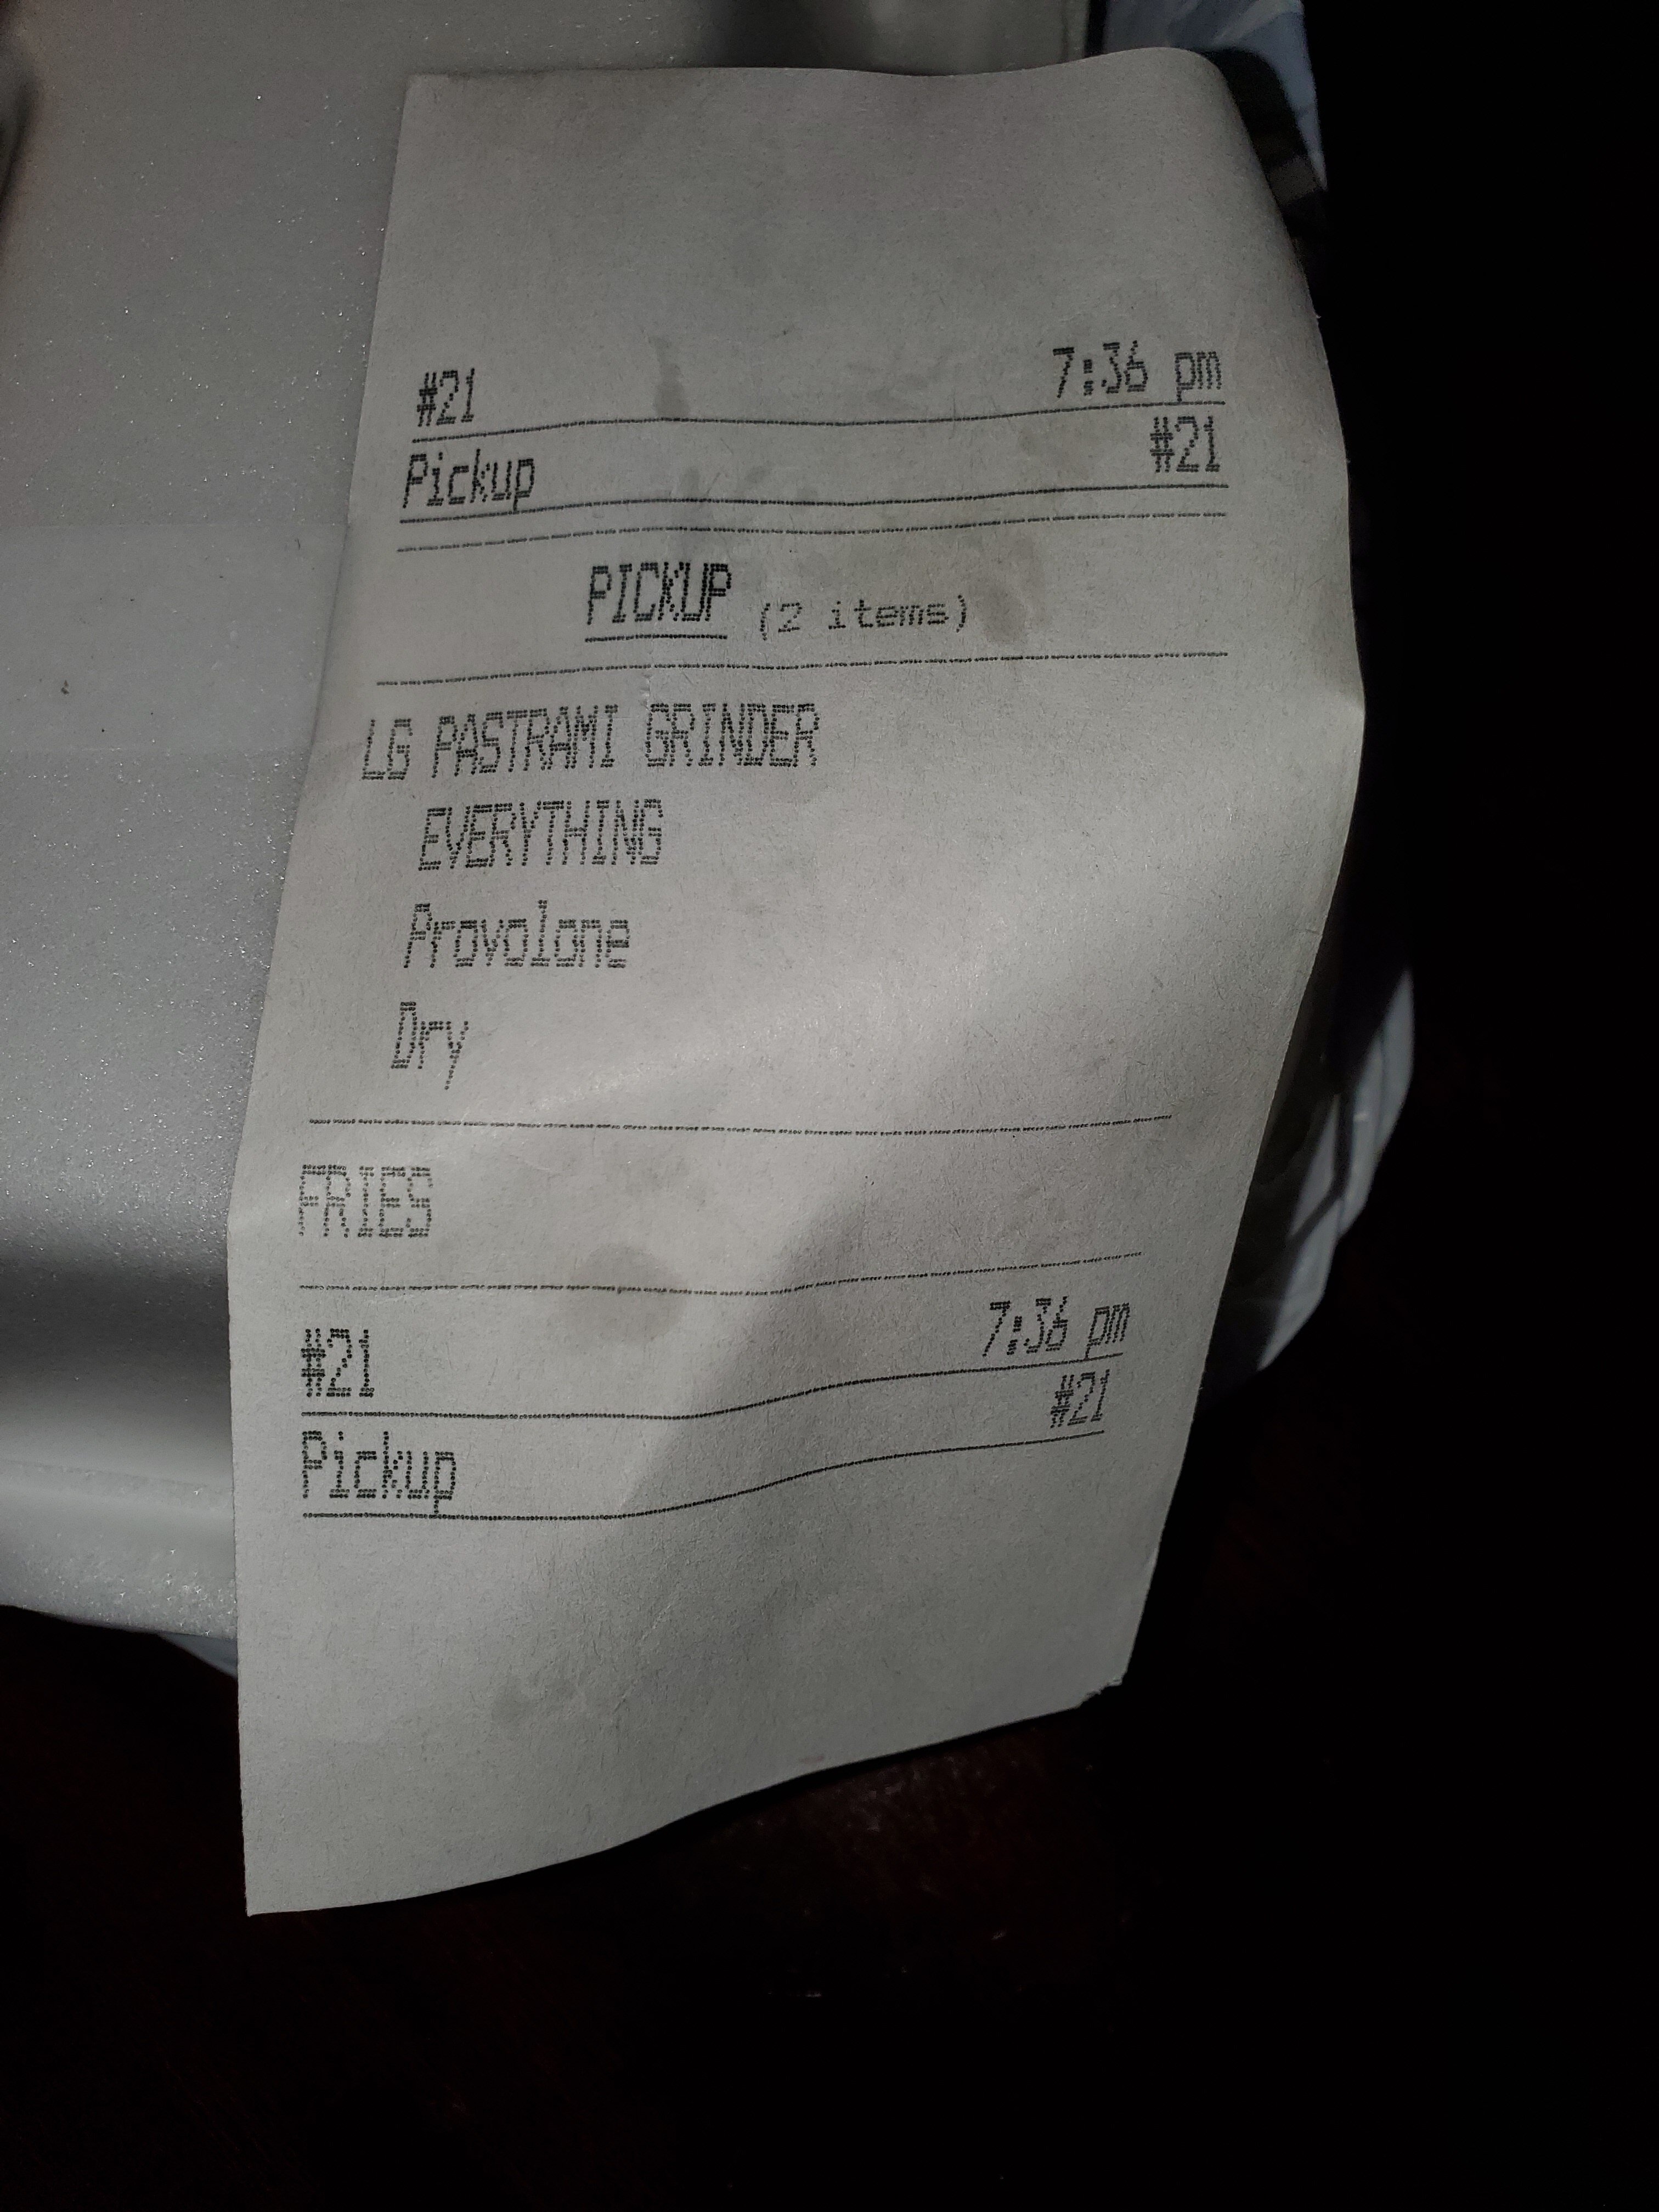 #21 7:36 pm
Pickup #21
PICKUP (2 items)
LG PASTRAMI GRINDER
EVERYTHING
Provolone
Dry
FRIES
#21 7:36 pm
Pickup #21